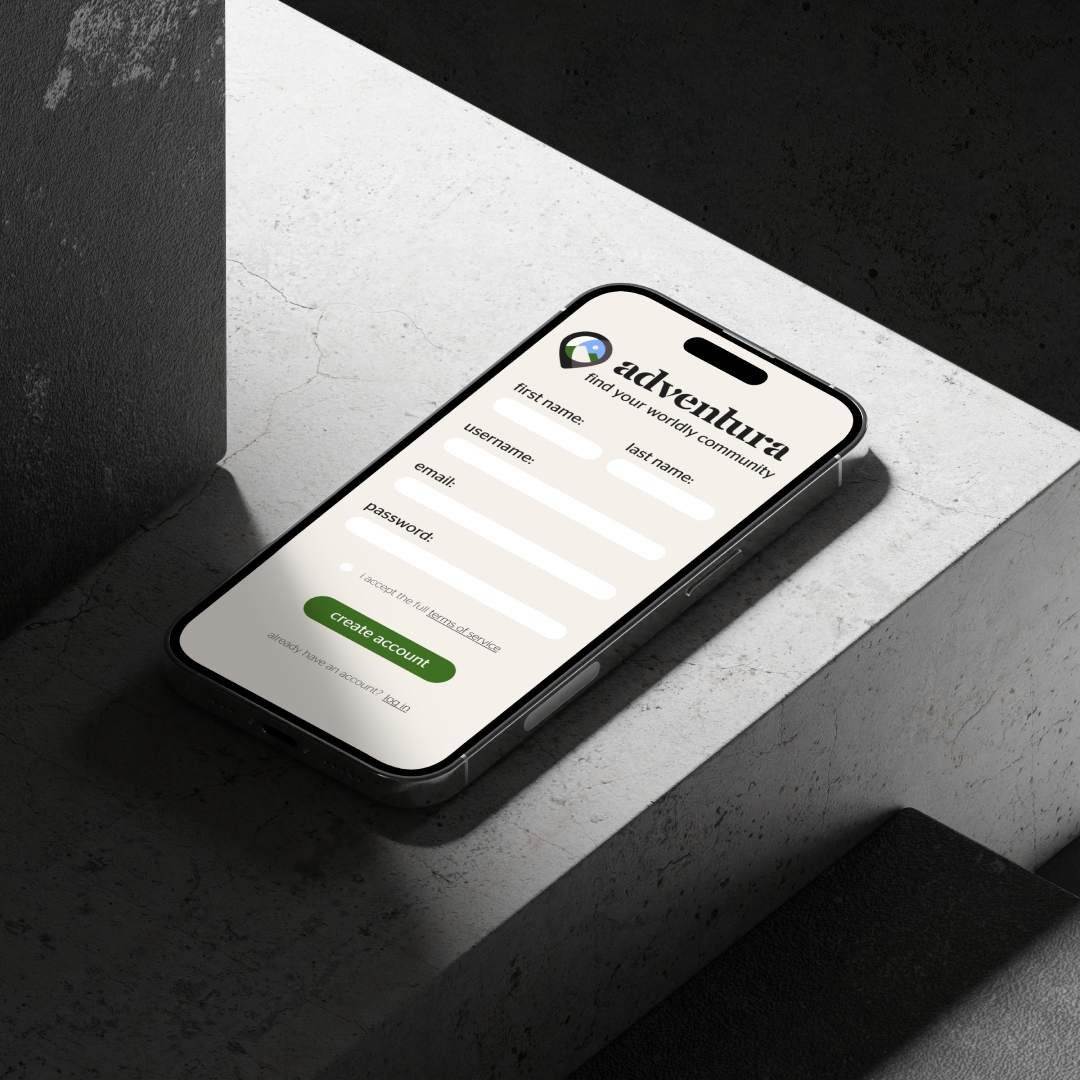 adventura
find your worldly community
first name:
last name:
username:
email:
password:
i accept the full terms of service
create account
already have an account? log in